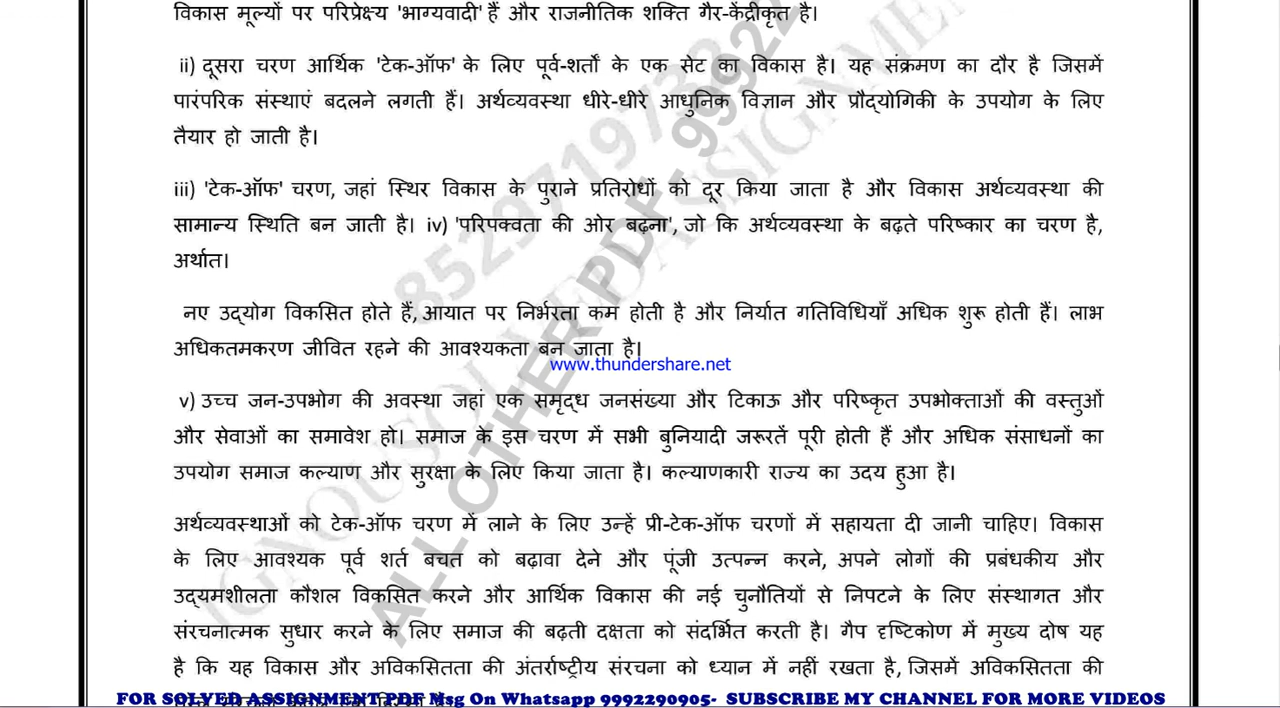 विकास मूल्यों पर परिप्रेक्ष्य 'भाग्यवादी' हैं और राजनीतिक शक्ति गैर-केंद्रीकृत है।
ii) दूसरा चरण आर्थिक 'टेक-ऑफ' के लिए पूर्व-शर्तों के एक सेट का विकास है। यह संक्रमण का दौर है जिसमें
पारंपरिक संस्थाएं बदलने लगती हैं। अर्थव्यवस्था धीरे-धीरे आधुनिक विज्ञान और प्रौद्योगिकी के उपयोग के लिए
तैयार हो जाती है।
iii) 'टेक-ऑफ' चरण, जहां स्थिर विकास के पुराने प्रतिरोधों को दूर किया जाता है और विकास अर्थव्यवस्था की
सामान्य स्थिति बन जाती है। iv) 'परिपक्वता की ओर बढ़ना', जो कि अर्थव्यवस्था के बढ़ते परिष्कार का चरण है,
अर्थात।
नए उद्योग विकसित होते हैं, आयात पर निर्भरता कम होती है और निर्यात गतिविधियाँ अधिक शुरू होती हैं। लाभ
अधिकतमकरण जीवित रहने की आवश्यकता बन जाता है।
www.thundershare.net
v) उच्च जन-उपभोग की अवस्था जहां एक समृद्ध जनसंख्या और टिकाऊ और परिष्कृत उपभोक्ताओं की वस्तुओं
और सेवाओं का समावेश हो। समाज के इस चरण में सभी बुनियादी जरूरतें पूरी होती हैं और अधिक संसाधनों का
उपयोग समाज कल्याण और सुरक्षा के लिए किया जाता है। कल्याणकारी राज्य का उदय हुआ है।
अर्थव्यवस्थाओं को टेक-ऑफ चरण में लाने के लिए उन्हें प्री-टेक-ऑफ चरणों में सहायता दी जानी चाहिए। विकास
के लिए आवश्यक पूर्व शर्त बचत को बढ़ावा देने और पूंजी उत्पन्न करने, अपने लोगों की प्रबंधकीय और
उद्यमशीलता कौशल विकसित करने और आर्थिक विकास की नई चुनौतियों से निपटने के लिए संस्थागत और
संरचनात्मक सुधार करने के लिए समाज की बढ़ती दक्षता को संदर्भित करती है। गैप दृष्टिकोण में मुख्य दोष यह
है कि यह विकास और अविकसितता की अंतर्राष्ट्रीय संरचना को ध्यान में नहीं रखता है, जिसमें अविकसितता की
FOR SOLVED ASSIGNMENT PDF Msg On Whatsapp 9992290905- SUBSCRIBE MY CHANNEL FOR MORE VIDEOS
ALL OTHER PDF - 99922